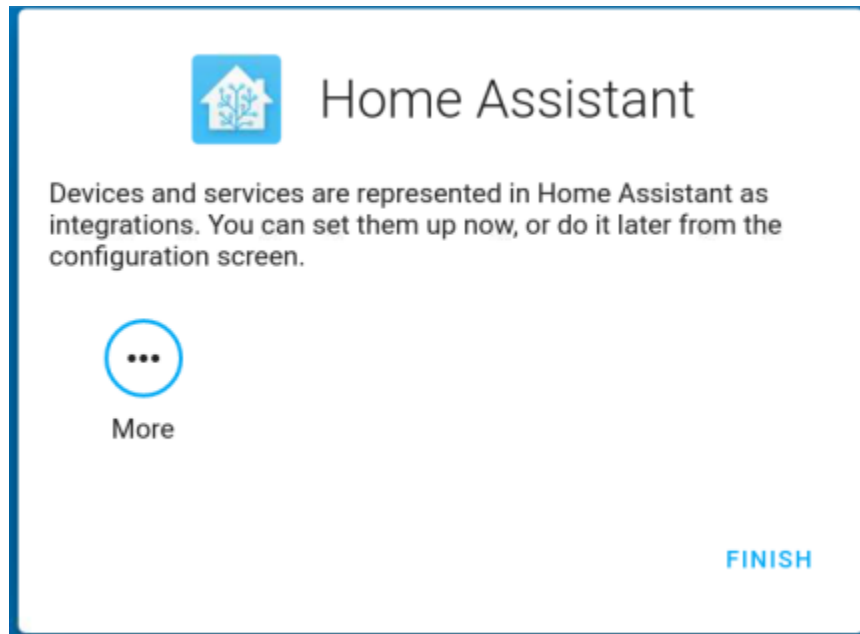 Home Assistant
Devices and services are represented in Home Assistant as
integrations. You can set them up now, or do it later from the
configuration screen.
More
FINISH